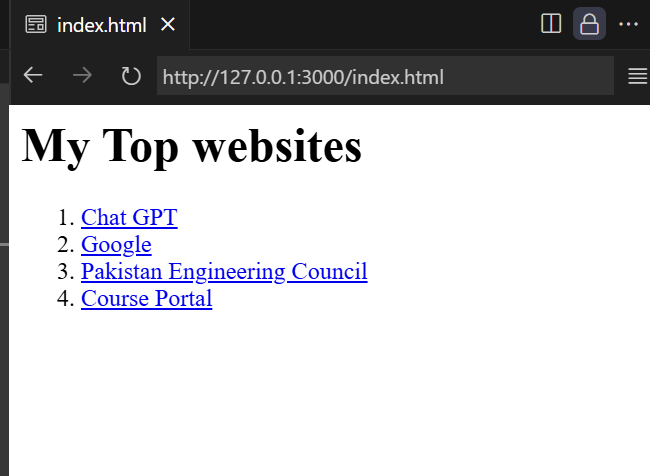 index.html
http://127.0.0.1:3000/index.html
My Top websites
1. Chat GPT
2. Google
3. Pakistan Engineering Council
4. Course Portal